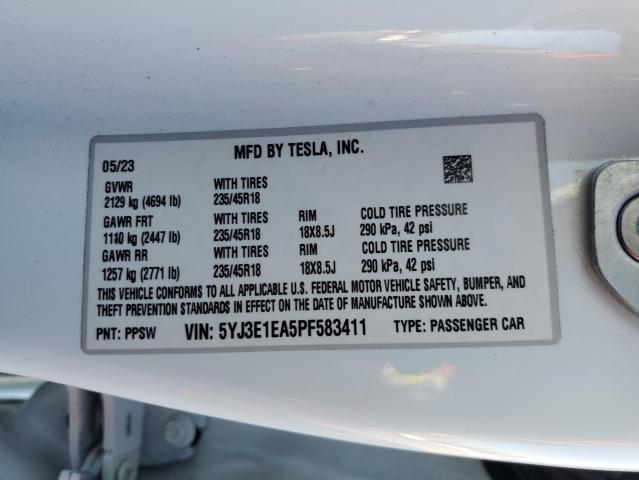 MFD BY TESLA, INC.
05/23
GVWR WITH TIRES
2129 kg (4694 lb) 235/45R18
GAWR FRT WITH TIRES RIM COLD TIRE PRESSURE
1110 kg (2447 lb) 235/45R18 18X8.5J 290 kPa, 42 psi
GAWR RR WITH TIRES RIM COLD TIRE PRESSURE
1257 kg (2771 lb) 235/45R18 18X8.5J 290 kPa, 42 psi
THIS VEHICLE CONFORMS TO ALL APPLICABLE U.S. FEDERAL MOTOR VEHICLE SAFETY, BUMPER, AND
THEFT PREVENTION STANDARDS IN EFFECT ON THE DATE OF MANUFACTURE SHOWN ABOVE.
PNT: PPSW VIN: 5YJ3E1EA5PF583411 TYPE: PASSENGER CAR